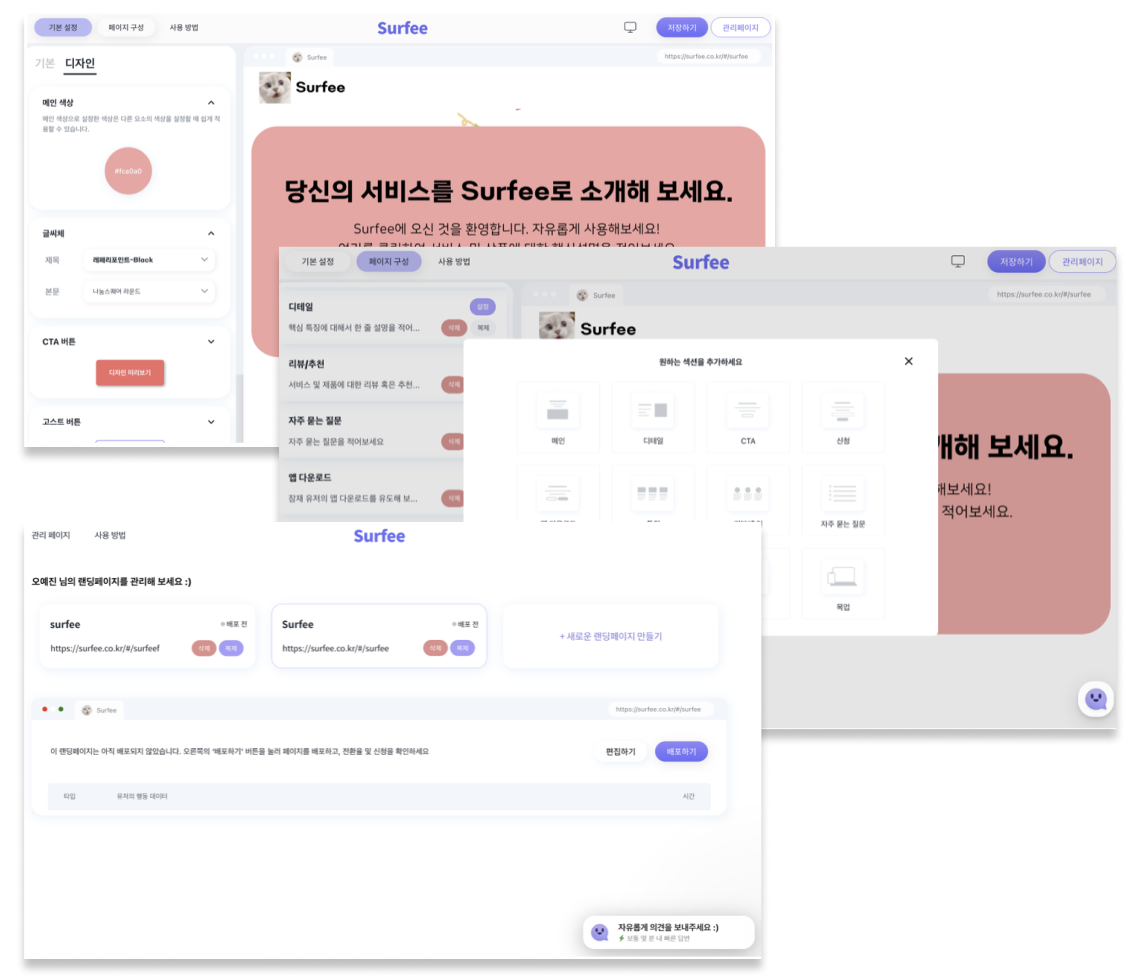 기본 설정
페이지 구성
사용 방법
Surfee
저장하기
관리페이지
기본
디자인
Surfee
https://surfee.co.kr/#/surfee
Surfee
메인 색상
메인 색상으로 설정한 색상은 다른 요소의 색상을 설정할 때 쉽게 적
용할 수 있습니다.
#fca0a0
글씨체
제목
레페리포인트-Black
본문
나눔스퀘어 라운드
CTA 버튼
디자인 미리보기
고스트 버튼
당신의 서비스를 Surfee로 소개해 보세요.
Surfee에 오신 것을 환영합니다. 자유롭게 사용해보세요!
기본 설정
페이지 구성
사용 방법
Surfee
저장하기
관리페이지
Surfee
https://surfee.co.kr/#/surfee
Surfee
디테일
설정
핵심 특징에 대해서 한 줄 설명을 적어...
삭제
복제
리뷰/추천
서비스 및 제품에 대한 리뷰 혹은 추천...
삭제
자주 묻는 질문
자주 묻는 질문을 적어보세요
삭제
앱 다운로드
잠재 유저의 앱 다운로드를 유도해 보...
삭제
원하는 섹션을 추가하세요
메인
디테일
CTA
신청
자주 묻는 질문
목업
개해 보세요.
해보세요!
적어보세요.
관리 페이지
사용 방법
Surfee
오예진 님의 랜딩페이지를 관리해 보세요 :)
surfee
배포 전
https://surfee.co.kr/#/surfeef
삭제
복제
Surfee
배포 전
https://surfee.co.kr/#/surfee
삭제
복제
+ 새로운 랜딩페이지 만들기
Surfee
https://surfee.co.kr/#/surfee
이 랜딩페이지는 아직 배포되지 않았습니다. 오른쪽의 '배포하기' 버튼을 눌러 페이지를 배포하고, 전환율 및 신청을 확인하세요
편집하기
배포하기
타입
유저의 행동 데이터
시간
자유롭게 의견을 보내주세요 :)
보통 몇 분 내 빠른 답변